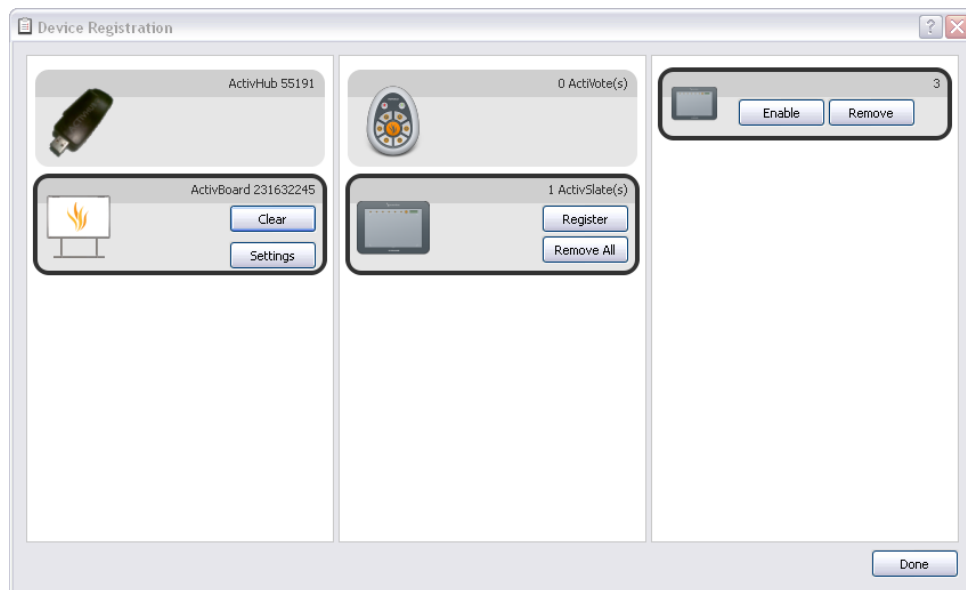 Device Registration
ActivHub 55191
ActivBoard 231632245
Clear
Settings
0 ActiVote(s)
1 ActivSlate(s)
Register
Remove All
3
Enable
Remove
Done